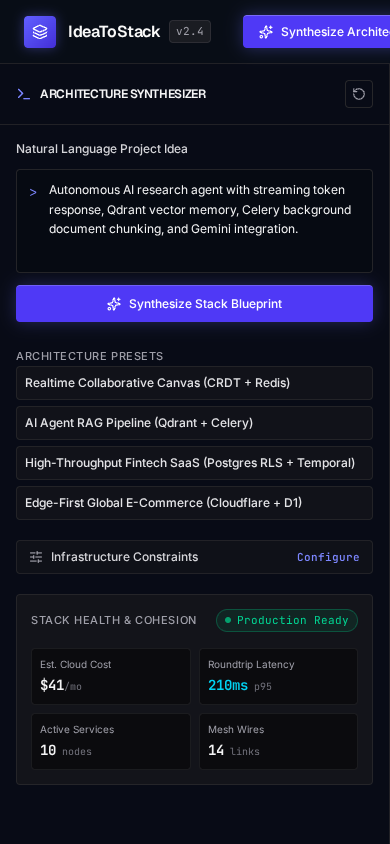 IdeaToStack v2.4 Synthesize
ARCHITECTURE SYNTHESIZER
Natural Language Project Idea
> Autonomous AI research agent with streaming token
response, Qdrant vector memory, Celery background
document chunking, and Gemini integration.
Synthesize Stack Blueprint
ARCHITECTURE PRESETS
Realtime Collaborative Canvas (CRDT + Redis)
AI Agent RAG Pipeline (Qdrant + Celery)
High-Throughput Fintech SaaS (Postgres RLS + Temporal)
Edge-First Global E-Commerce (Cloudflare + D1)
Infrastructure Constraints Configure
STACK HEALTH & COHESION Production Ready
Est. Cloud Cost Roundtrip Latency
$41/mo 210ms p95
Active Services Mesh Wires
10 nodes 14 links